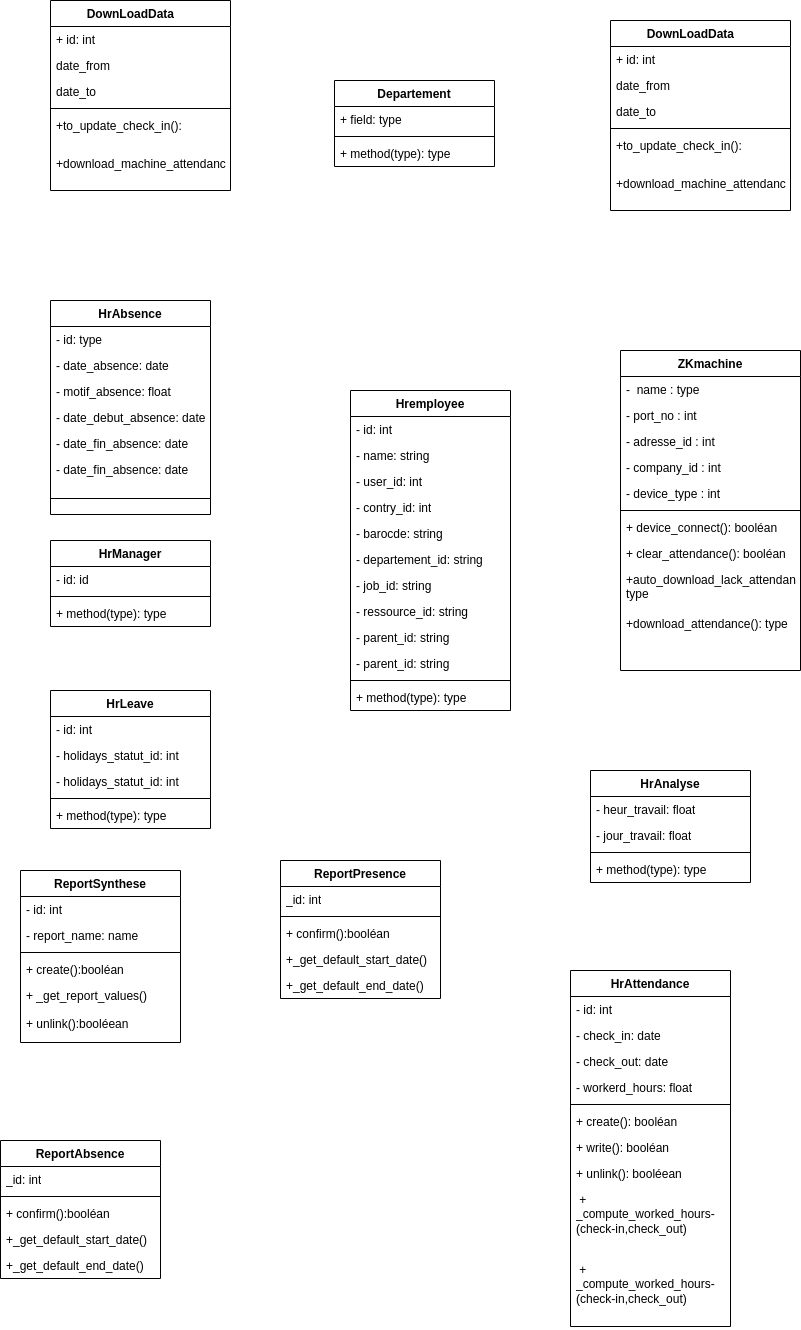 DownLoadData
+ id: int
date_from
date_to
+to_update_check_in():
+download_machine_attendanc
Departement
+ field: type
+ method(type): type
DownLoadData
+ id: int
date_from
date_to
+to_update_check_in():
+download_machine_attendanc
HrAbsence
- id: type
- date_absence: date
- motif_absence: float
- date_debut_absence: date
- date_fin_absence: date
- date_fin_absence: date
HrManager
- id: id
+ method(type): type
Hremployee
- id: int
- name: string
- user_id: int
- contry_id: int
- barocde: string
- departement_id: string
- job_id: string
- ressource_id: string
- parent_id: string
- parent_id: string
+ method(type): type
ZKmachine
- name : type
- port_no : int
- adresse_id : int
- company_id : int
- device_type : int
+ device_connect(): booléan
+ clear_attendance(): booléan
+auto_download_lack_attendan
type
+download_attendance(): type
HrLeave
- id: int
- holidays_statut_id: int
- holidays_statut_id: int
+ method(type): type
HrAnalyse
- heur_travail: float
- jour_travail: float
+ method(type): type
ReportSynthese
- id: int
- report_name: name
+ create():booléan
+ _get_report_values()
+ unlink():booléean
ReportPresence
_id: int
+ confirm():booléan
+_get_default_start_date()
+_get_default_end_date()
HrAttendance
- id: int
- check_in: date
- check_out: date
- workerd_hours: float
+ create(): booléan
+ write(): booléan
+ unlink(): booléean
+
_compute_worked_hours-
(check-in,check_out)
+
_compute_worked_hours-
(check-in,check_out)
ReportAbsence
_id: int
+ confirm():booléan
+_get_default_start_date()
+_get_default_end_date()